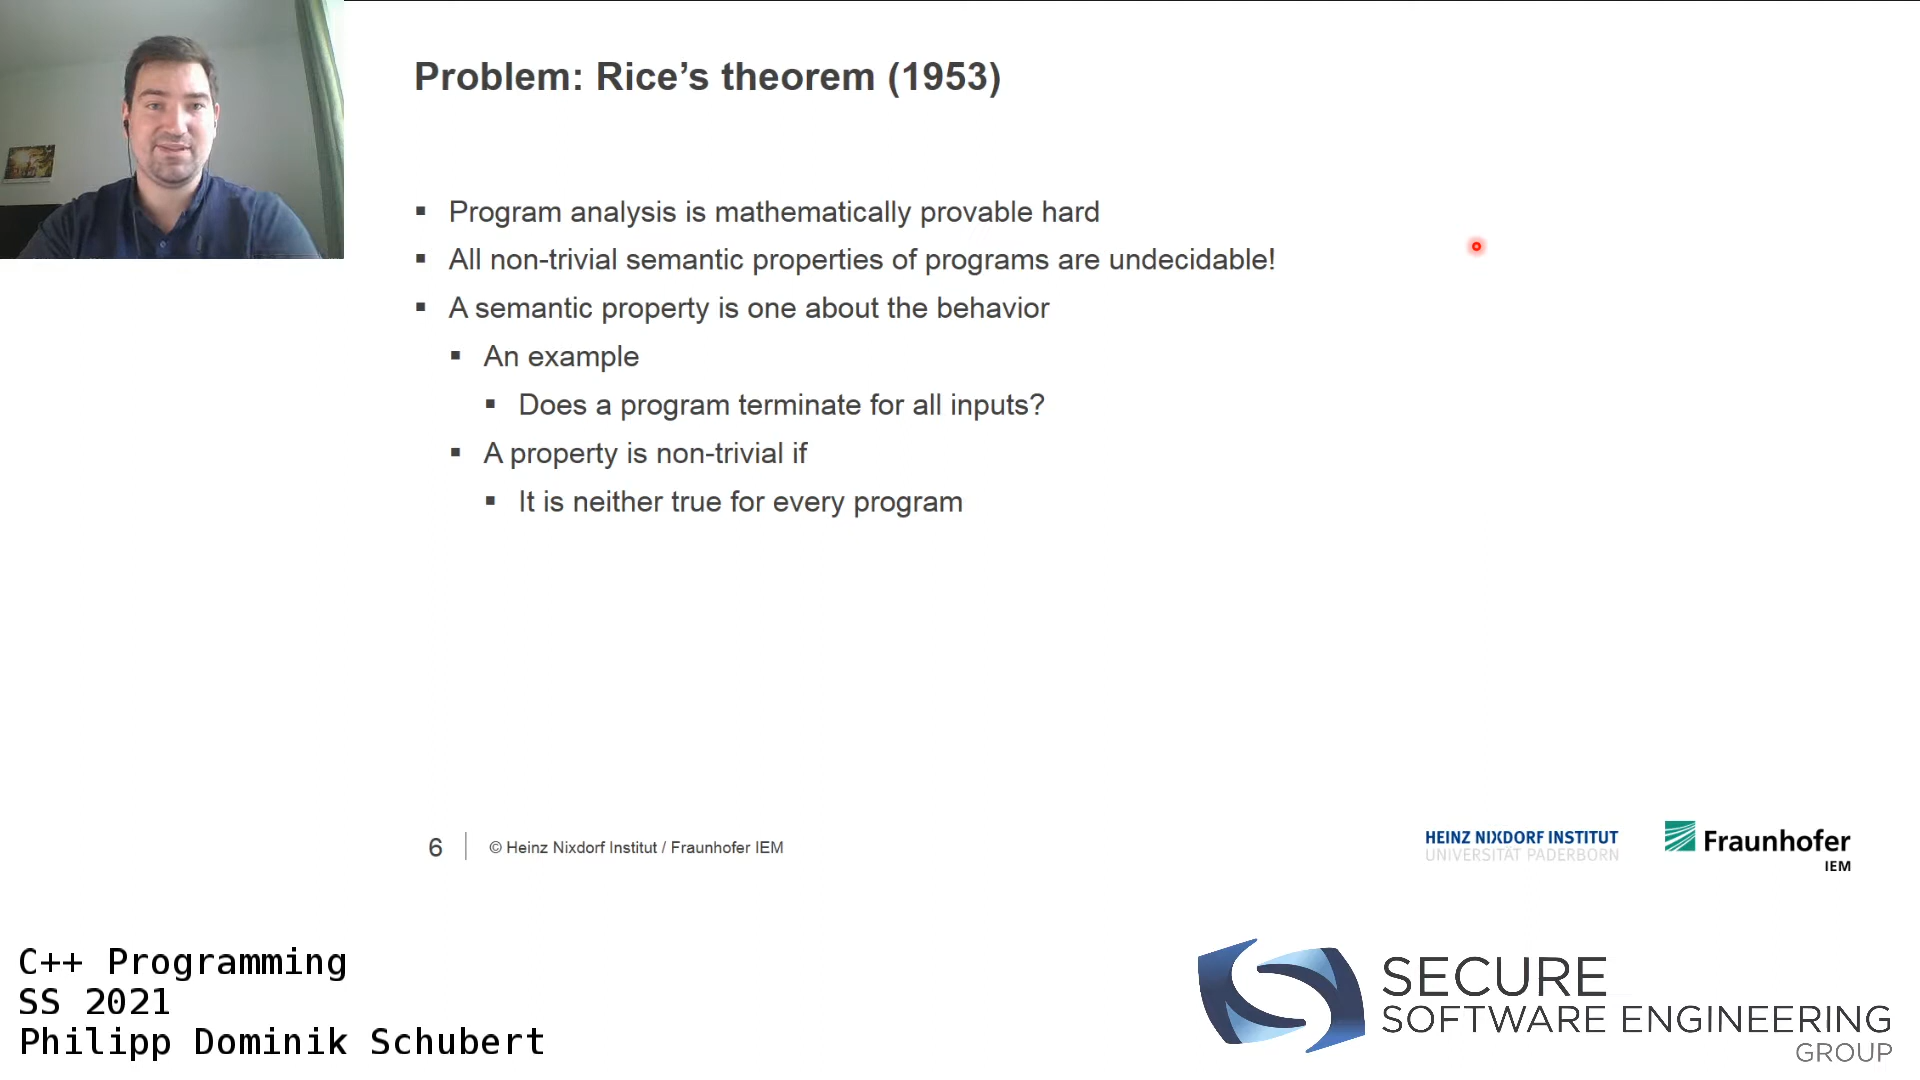 Problem: Rice’s theorem (1953)
▪ Program analysis is mathematically provable hard
▪ All non-trivial semantic properties of programs are undecidable!
▪ A semantic property is one about the behavior
▪ An example
▪ Does a program terminate for all inputs?
▪ A property is non-trivial if
▪ It is neither true for every program
6
© Heinz Nixdorf Institut / Fraunhofer IEM
HEINZ NIXDORF INSTITUT
UNIVERSITÄT PADERBORN
Fraunhofer
IEM
C++ Programming
SS 2021
Philipp Dominik Schubert
SECURE
SOFTWARE ENGINEERING
GROUP